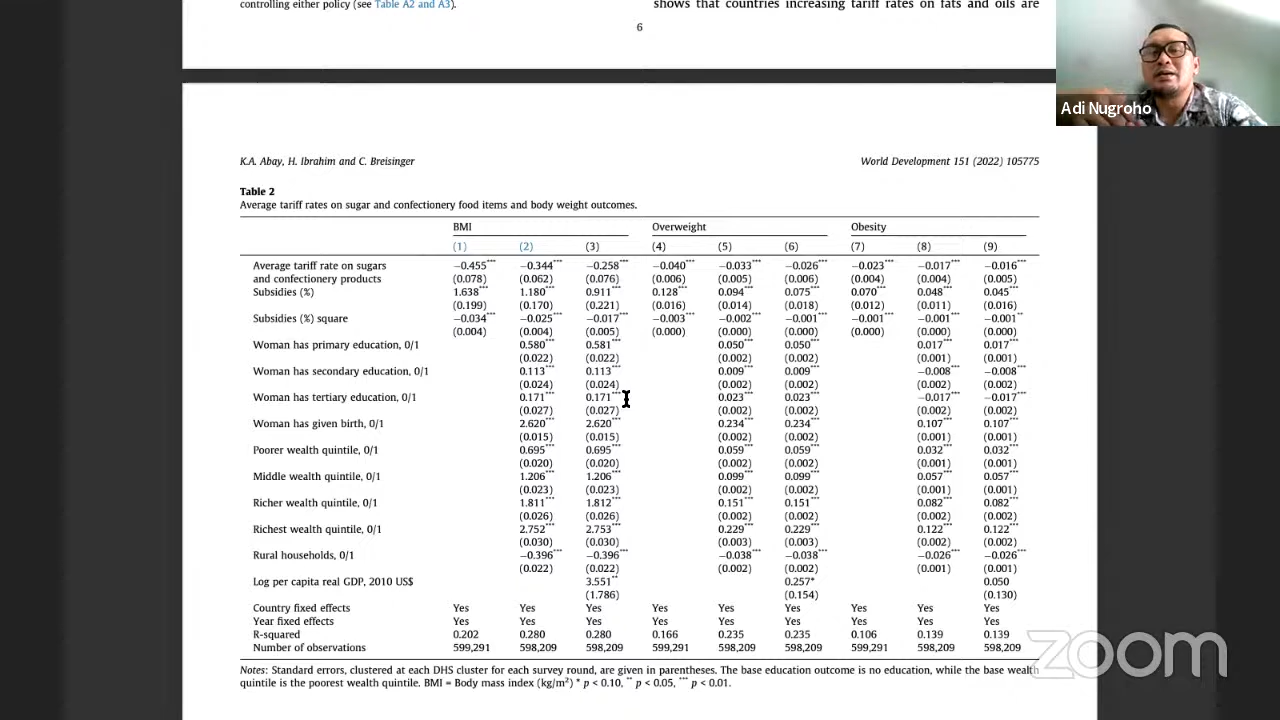 controlling either policy (see Table A2 and A3).
shows that countries increasing tariff rates on fats and oils are
6
Adi Nugroho
K.A. Abay, H. Ibrahim and C. Breisinger
World Development 151 (2022) 105775
Table 2
Average tariff rates on sugar and confectionery food items and body weight outcomes.
BMI Overweight Obesity
(1) (2) (3) (4) (5) (6) (7) (8) (9)
Average tariff rate on sugars −0.455*** −0.344*** −0.258*** −0.040*** −0.033*** −0.026*** −0.023*** −0.017*** −0.016***
and confectionery products (0.078) (0.062) (0.076) (0.006) (0.005) (0.006) (0.004) (0.004) (0.005)
Subsidies (%) 1.638*** 1.180*** 0.911*** 0.128*** 0.094*** 0.075*** 0.070*** 0.048*** 0.045***
(0.199) (0.170) (0.221) (0.016) (0.014) (0.018) (0.012) (0.011) (0.016)
Subsidies (%) square −0.034*** −0.025*** −0.017*** −0.003*** −0.002*** −0.001*** −0.001*** −0.001*** −0.001**
(0.004) (0.004) (0.005) (0.000) (0.000) (0.000) (0.000) (0.000) (0.000)
Woman has primary education, 0/1 0.580*** 0.581*** 0.050*** 0.050*** 0.017*** 0.017***
(0.022) (0.022) (0.002) (0.002) (0.001) (0.001)
Woman has secondary education, 0/1 0.113*** 0.113*** 0.009*** 0.009*** −0.008*** −0.008***
(0.024) (0.024) (0.002) (0.002) (0.002) (0.002)
Woman has tertiary education, 0/1 0.171*** 0.171*** 0.023*** 0.023*** −0.017*** −0.017***
(0.027) (0.027) (0.002) (0.002) (0.002) (0.002)
Woman has given birth, 0/1 2.620*** 2.620*** 0.234*** 0.234*** 0.107*** 0.107***
(0.015) (0.015) (0.002) (0.002) (0.001) (0.001)
Poorer wealth quintile, 0/1 0.695*** 0.695*** 0.059*** 0.059*** 0.032*** 0.032***
(0.020) (0.020) (0.002) (0.002) (0.001) (0.001)
Middle wealth quintile, 0/1 1.206*** 1.206*** 0.099*** 0.099*** 0.057*** 0.057***
(0.023) (0.023) (0.002) (0.002) (0.001) (0.001)
Richer wealth quintile, 0/1 1.811*** 1.812*** 0.151*** 0.151*** 0.082*** 0.082***
(0.026) (0.026) (0.002) (0.002) (0.002) (0.002)
Richest wealth quintile, 0/1 2.752*** 2.753*** 0.229*** 0.229*** 0.122*** 0.122***
(0.030) (0.030) (0.003) (0.003) (0.002) (0.002)
Rural households, 0/1 −0.396*** −0.396*** −0.038*** −0.038*** −0.026*** −0.026***
(0.022) (0.022) (0.002) (0.002) (0.001) (0.001)
Log per capita real GDP, 2010 US$ 3.551** 0.257* 0.050
(1.786) (0.154) (0.130)
Country fixed effects Yes Yes Yes Yes Yes Yes Yes Yes Yes
Year fixed effects Yes Yes Yes Yes Yes Yes Yes Yes Yes
R-squared 0.202 0.280 0.280 0.166 0.235 0.235 0.106 0.139 0.139
Number of observations 599,291 598,209 598,209 599,291 598,209 598,209 599,291 598,209 598,209
Notes: Standard errors, clustered at each DHS cluster for each survey round, are given in parentheses. The base education outcome is no education, while the base wealth
quintile is the poorest wealth quintile. BMI = Body mass index (kg/m²) * p < 0.10, ** p < 0.05, *** p < 0.01.
zoom